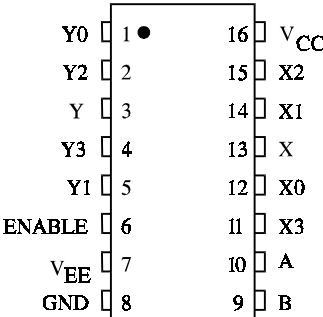 Y0 1 16 VCC
Y2 2 15 X2
Y 3 14 X1
Y3 4 13 X
Y1 5 12 X0
ENABLE 6 11 X3
VEE 7 10 A
GND 8 9 B